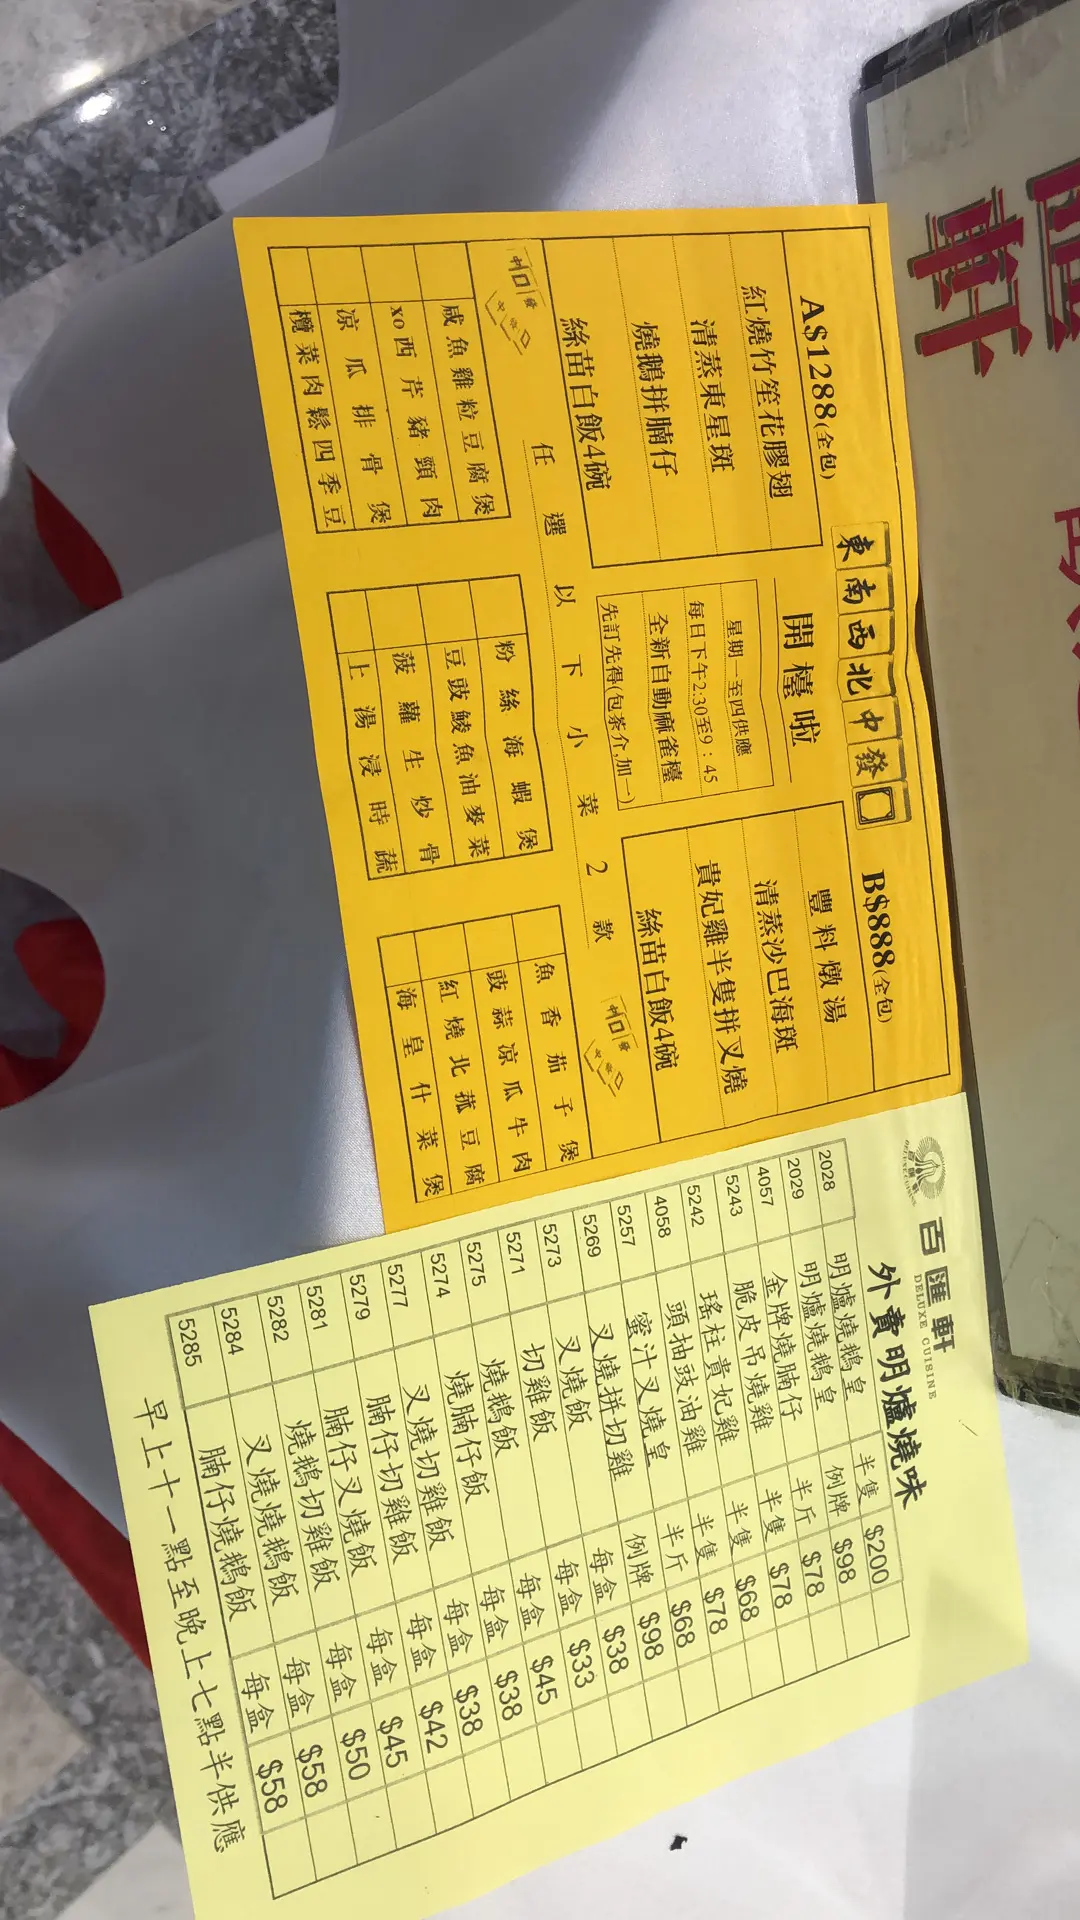 匯
軒
東南西北中發
A$1288(全包)
紅燒竹笙花膠翅
清蒸東星斑
燒鵝拼腩仔
絲苗白飯4碗
開檯啦
星期一至四供應
每日下午2:30至9:45
全新自動麻雀檯
先訂先得(包茶介,加一)
B$888(全包)
豐料燉湯
清蒸沙巴海斑
貴妃雞半隻拼叉燒
絲苗白飯4碗
任選以下小菜2款
咸魚雞粒豆腐煲
xo西芹豬頸肉
凉瓜排骨煲
欖菜肉鬆四季豆
粉絲海蝦煲
豆豉鯪魚油麥菜
菠蘿生炒骨
上湯浸時蔬
魚香茄子煲
豉蒜凉瓜牛肉
紅燒北菰豆腐
海皇什菜煲
百匯軒
DELUXE CUISINE
外賣明爐燒味
2028 明爐燒鵝皇 半隻 $200
2029 明爐燒鵝皇 例牌 $98
4057 金牌燒腩仔 半斤 $78
5243 脆皮吊燒雞 半隻 $78
5242 瑤柱貴妃雞 半隻 $68
4058 頭抽豉油雞 半隻 $78
5257 蜜汁叉燒皇 半斤 $68
5269 叉燒拼切雞 例牌 $98
5273 叉燒飯 每盒 $38
5271 切雞飯 每盒 $33
5275 燒鵝飯 每盒 $45
5274 燒腩仔飯 每盒 $38
5277 叉燒切雞飯 每盒 $38
5279 腩仔切雞飯 每盒 $42
5281 腩仔叉燒飯 每盒 $45
5282 燒鵝切雞飯 每盒 $50
5284 叉燒燒鵝飯 每盒 $58
5285 腩仔燒鵝飯 每盒 $58
早上十一點至晚上七點半供應